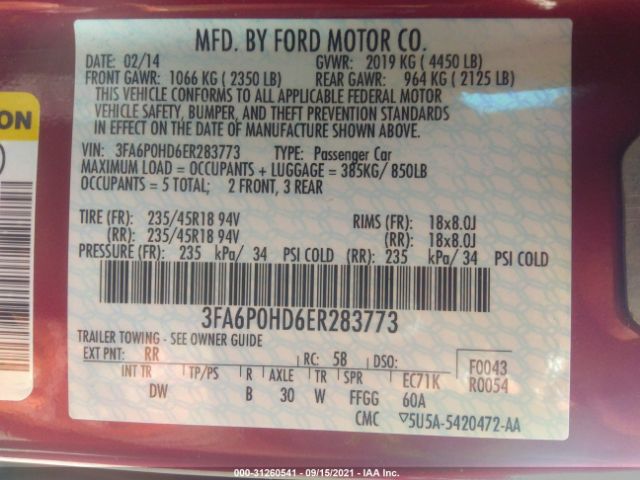 MFD. BY FORD MOTOR CO.
DATE: 02/14 GVWR: 2019 KG ( 4450 LB)
FRONT GAWR: 1066 KG ( 2350 LB) REAR GAWR: 964 KG ( 2125 LB)
THIS VEHICLE CONFORMS TO ALL APPLICABLE FEDERAL MOTOR
VEHICLE SAFETY, BUMPER, AND THEFT PREVENTION STANDARDS
IN EFFECT ON THE DATE OF MANUFACTURE SHOWN ABOVE.
VIN: 3FA6P0HD6ER283773 TYPE: Passenger Car
MAXIMUM LOAD = OCCUPANTS + LUGGAGE = 385KG/ 850LB
OCCUPANTS = 5 TOTAL; 2 FRONT, 3 REAR
TIRE (FR): 235/45R18 94V RIMS (FR): 18x8.0J
(RR): 235/45R18 94V (RR): 18x8.0J
PRESSURE (FR): 235 kPa/ 34 PSI COLD (RR): 235 kPa/ 34 PSI COLD
3FA6P0HD6ER283773
TRAILER TOWING - SEE OWNER GUIDE
EXT PNT: RR RC: 58 DSO: F0043
INT TR TP/PS R AXLE TR SPR EC71K R0054
DW B 30 W FFGG 60A
CMC 5U5A-5420472-AA
ON
000-31260541 - 09/15/2021 - IAA Inc.